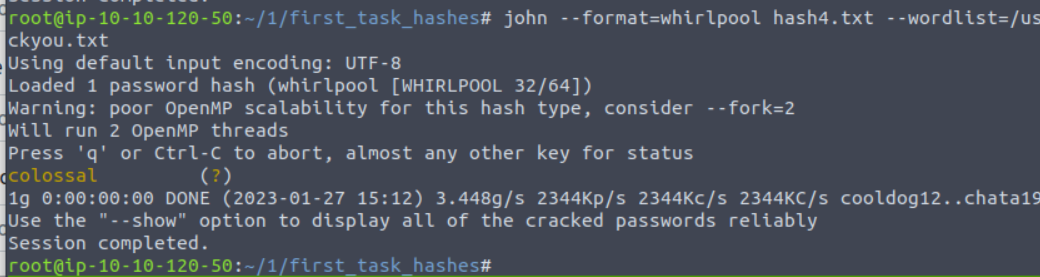 root@ip-10-10-120-50:~/1/first_task_hashes# john --format=whirlpool hash4.txt --wordlist=/us
ckyou.txt
Using default input encoding: UTF-8
Loaded 1 password hash (whirlpool [WHIRLPOOL 32/64])
Warning: poor OpenMP scalability for this hash type, consider --fork=2
Will run 2 OpenMP threads
Press 'q' or Ctrl-C to abort, almost any other key for status
colossal         (?)
1g 0:00:00:00 DONE (2023-01-27 15:12) 3.448g/s 2344Kp/s 2344Kc/s 2344KC/s cooldog12..chata19
Use the "--show" option to display all of the cracked passwords reliably
Session completed.
root@ip-10-10-120-50:~/1/first_task_hashes#